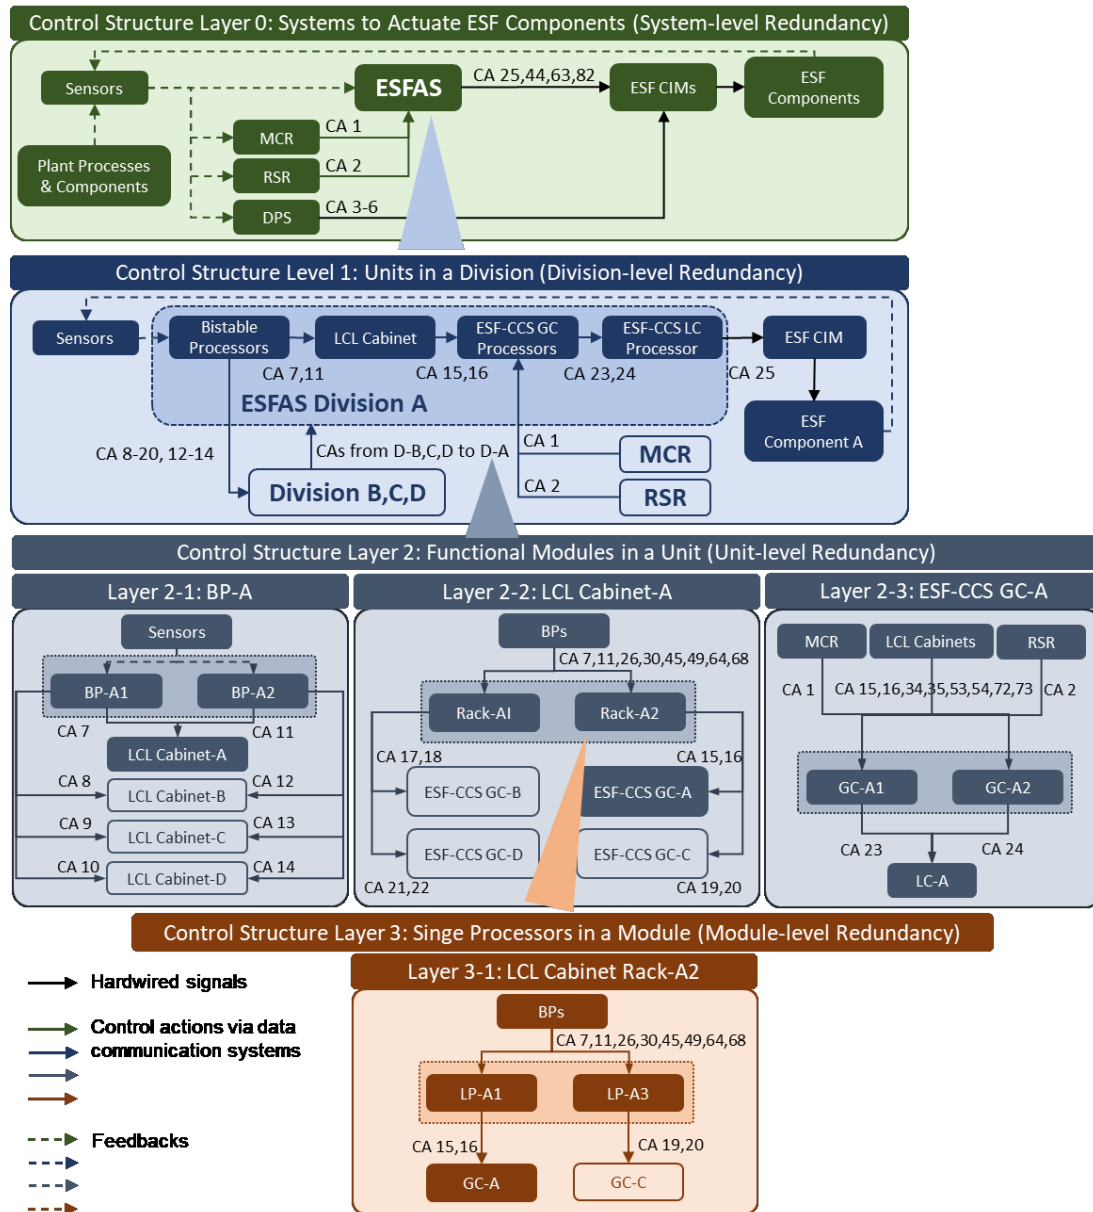 Control Structure Layer 0: Systems to Actuate ESF Components (System-level Redundancy)
Sensors
ESFAS
CA 25,44,63,82
ESF CIMs
ESF
Components
MCR
CA 1
Plant Processes
& Components
RSR
CA 2
DPS
CA 3-6
Control Structure Level 1: Units in a Division (Division-level Redundancy)
Sensors
Bistable
Processors
LCL Cabinet
ESF-CCS GC
Processors
ESF-CCS LC
Processor
ESF CIM
CA 7,11
CA 15,16
CA 23,24
CA 25
ESFAS Division A
ESF
Component A
CA 8-20, 12-14
CAs from D-B,C,D to D-A
CA 1
MCR
Division B,C,D
CA 2
RSR
Control Structure Layer 2: Functional Modules in a Unit (Unit-level Redundancy)
Layer 2-1: BP-A
Sensors
BP-A1
BP-A2
CA 7
CA 11
LCL Cabinet-A
CA 8
CA 12
LCL Cabinet-B
CA 9
CA 13
LCL Cabinet-C
CA 10
CA 14
LCL Cabinet-D
Layer 2-2: LCL Cabinet-A
BPs
CA 7,11,26,30,45,49,64,68
Rack-AI
Rack-A2
CA 17,18
CA 15,16
ESF-CCS GC-B
ESF-CCS GC-A
ESF-CCS GC-D
ESF-CCS GC-C
CA 21,22
CA 19,20
Layer 2-3: ESF-CCS GC-A
MCR
LCL Cabinets
RSR
CA 1
CA 15,16,34,35,53,54,72,73
CA 2
GC-A1
GC-A2
CA 23
CA 24
LC-A
Control Structure Layer 3: Singe Processors in a Module (Module-level Redundancy)
Layer 3-1: LCL Cabinet Rack-A2
BPs
CA 7,11,26,30,45,49,64,68
LP-A1
LP-A3
CA 15,16
CA 19,20
GC-A
GC-C
Hardwired signals
Control actions via data
communication systems
Feedbacks